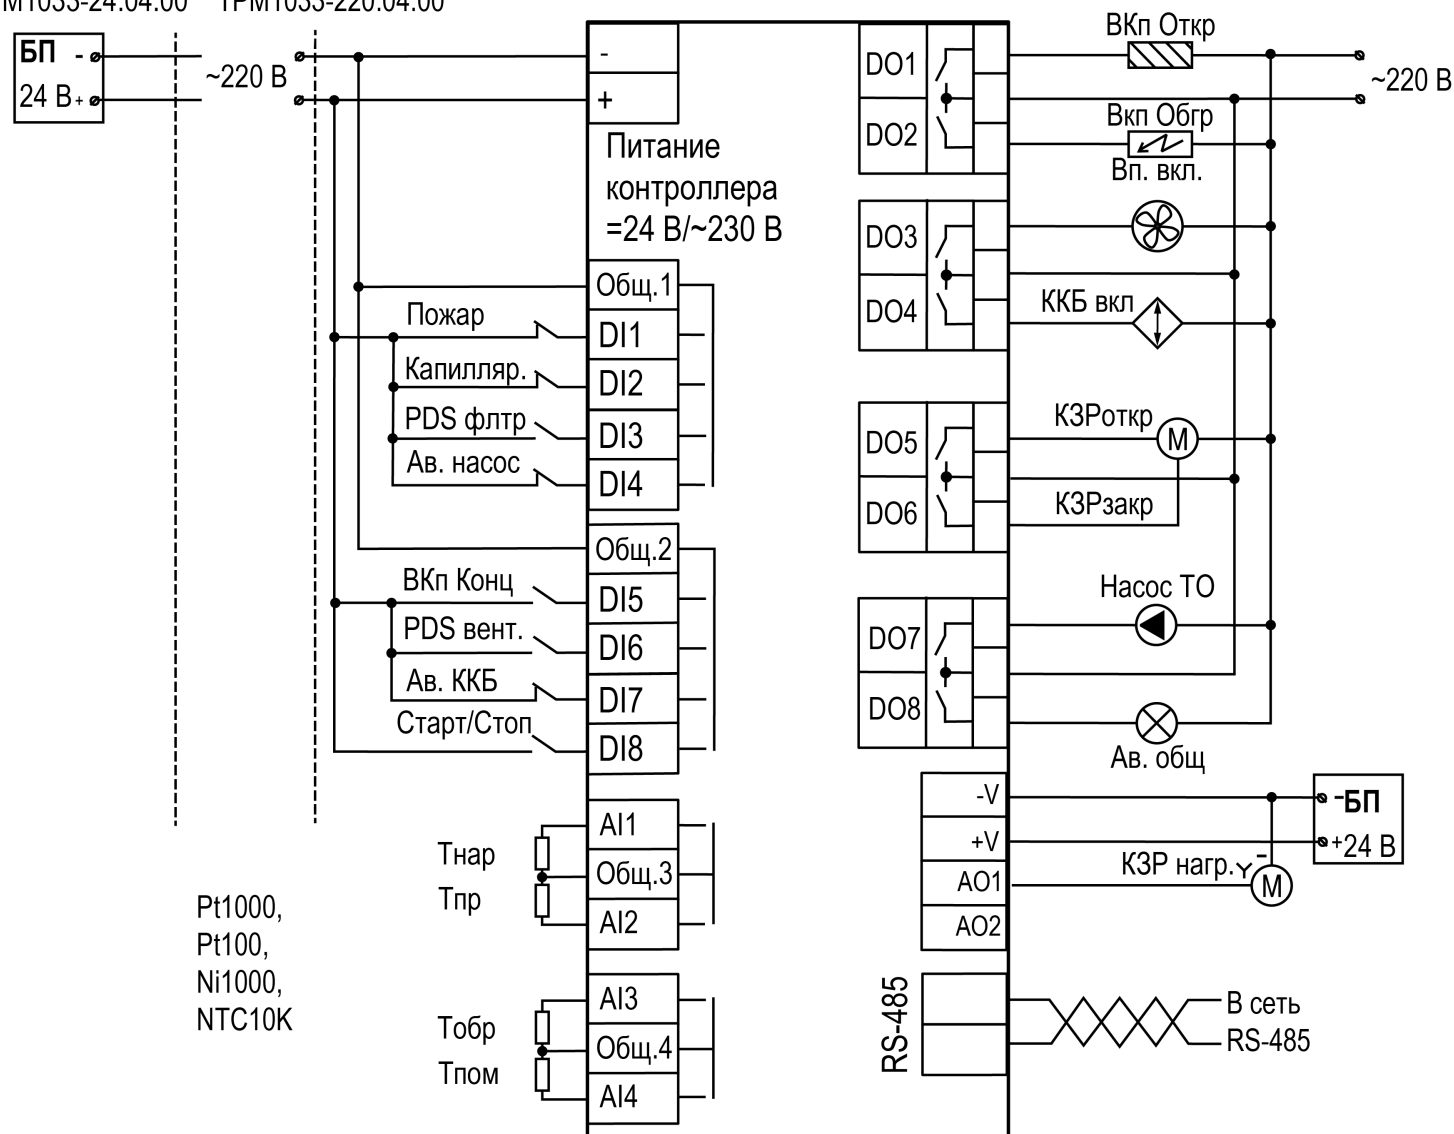 ТРМ1033-220.04.00
БП
-
24 В
+
~220 В
-
+
Питание
контроллера
=24 В/~230 В
Общ.1
Пожар
DI1
Капилляр.
DI2
PDS флтр
DI3
Ав. насос
DI4
Общ.2
ВКп Конц
DI5
PDS вент.
DI6
Ав. ККБ
DI7
Старт/Стоп
DI8
AI1
Тнар
Общ.3
Тпр
AI2
Pt1000,
Pt100,
Ni1000,
NTC10K
AI3
Тобр
Общ.4
Тпом
AI4
DO1
ВКп Откр
~220 В
DO2
Вкп Обгр
Вп. вкл.
DO3
DO4
ККБ вкл
DO5
КЗРоткр
М
DO6
КЗРзакр
DO7
Насос ТО
DO8
Ав. общ
-V
-БП
+V
+24 В
AO1
КЗР нагр.
Y
-
М
AO2
RS-485
В сеть
RS-485